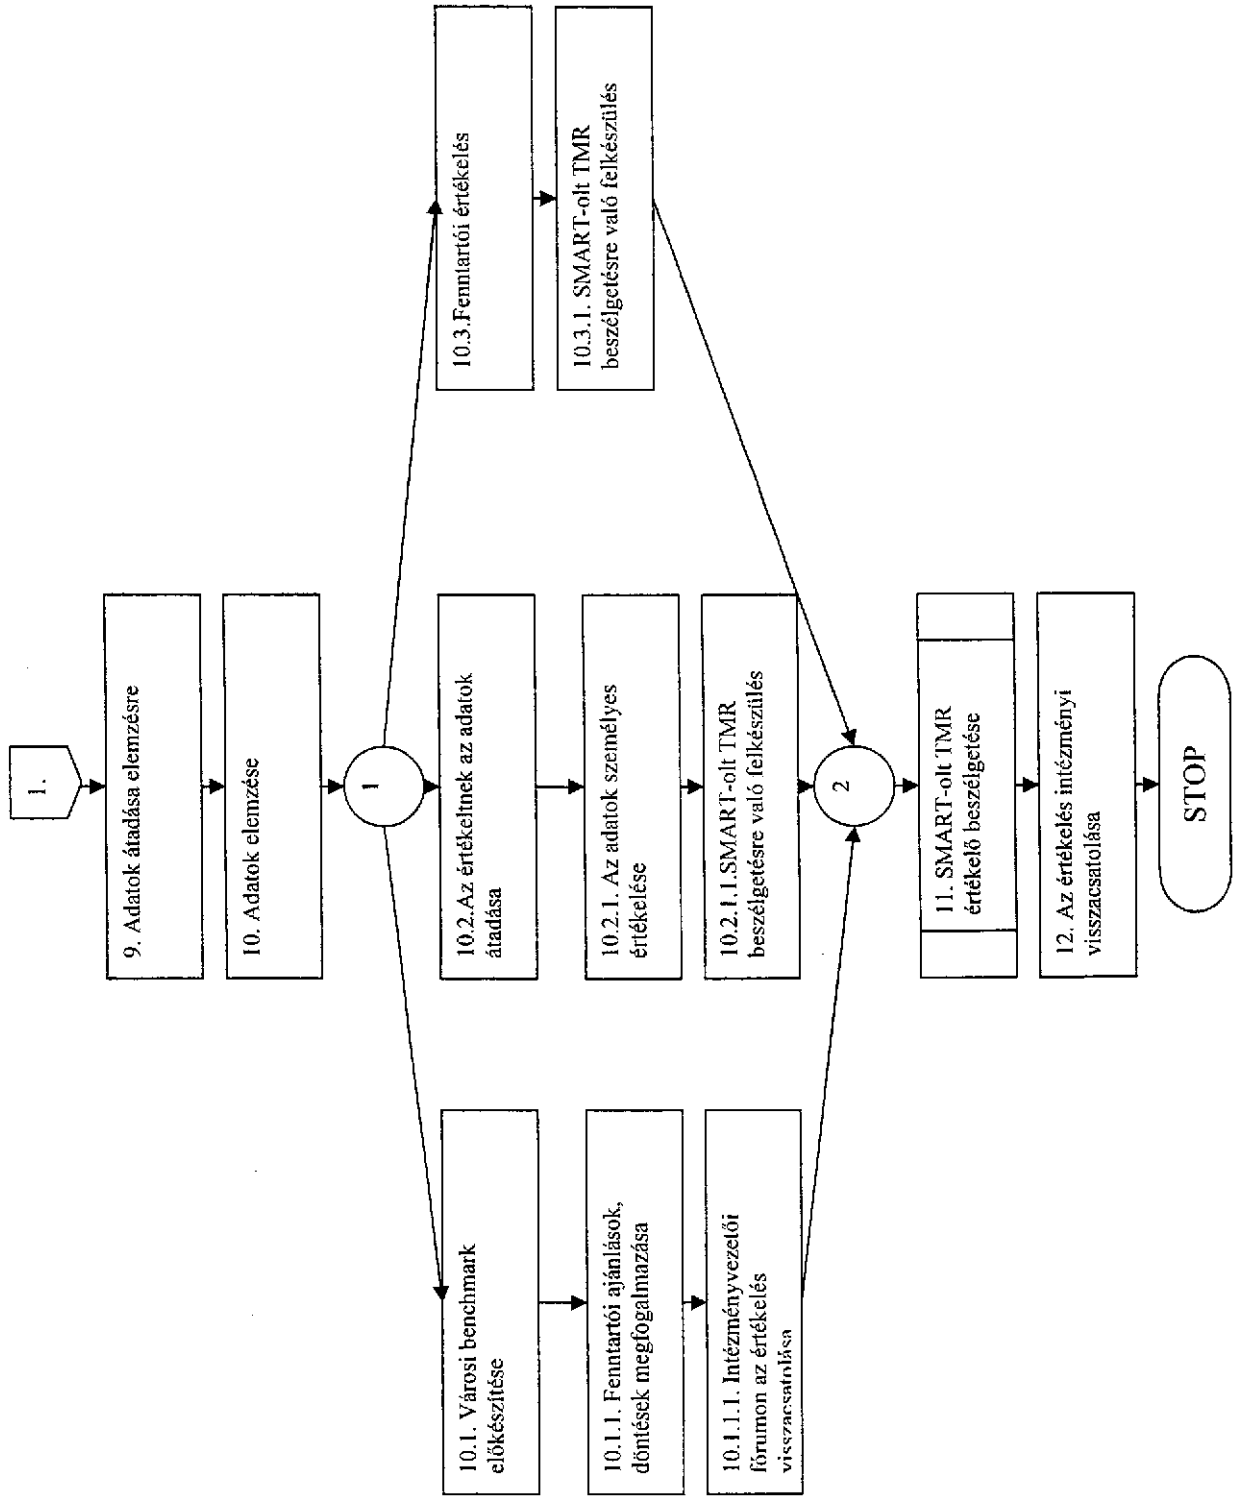 1.
9. Adatok átadása elemzésre
10. Adatok elemzése
1
10.1. Városi benchmark
előkészítése
10.1.1. Fenntartói ajánlások,
döntések megfogalmazása
10.1.1.1. Intézményvezetői
fórumon az értékelés
visszacsatolása
10.2.Az értékeltnek az adatok
átadása
10.2.1. Az adatok személyes
értékelése
10.2.1.1.SMART-olt TMR
beszélgetésre való felkészülés
10.3.Fenntartói értékelés
10.3.1. SMART-olt TMR
beszélgetésre való felkészülés
2
11. SMART-olt TMR
értékelő beszélgetése
12. Az értékelés intézményi
visszacsatolása
STOP